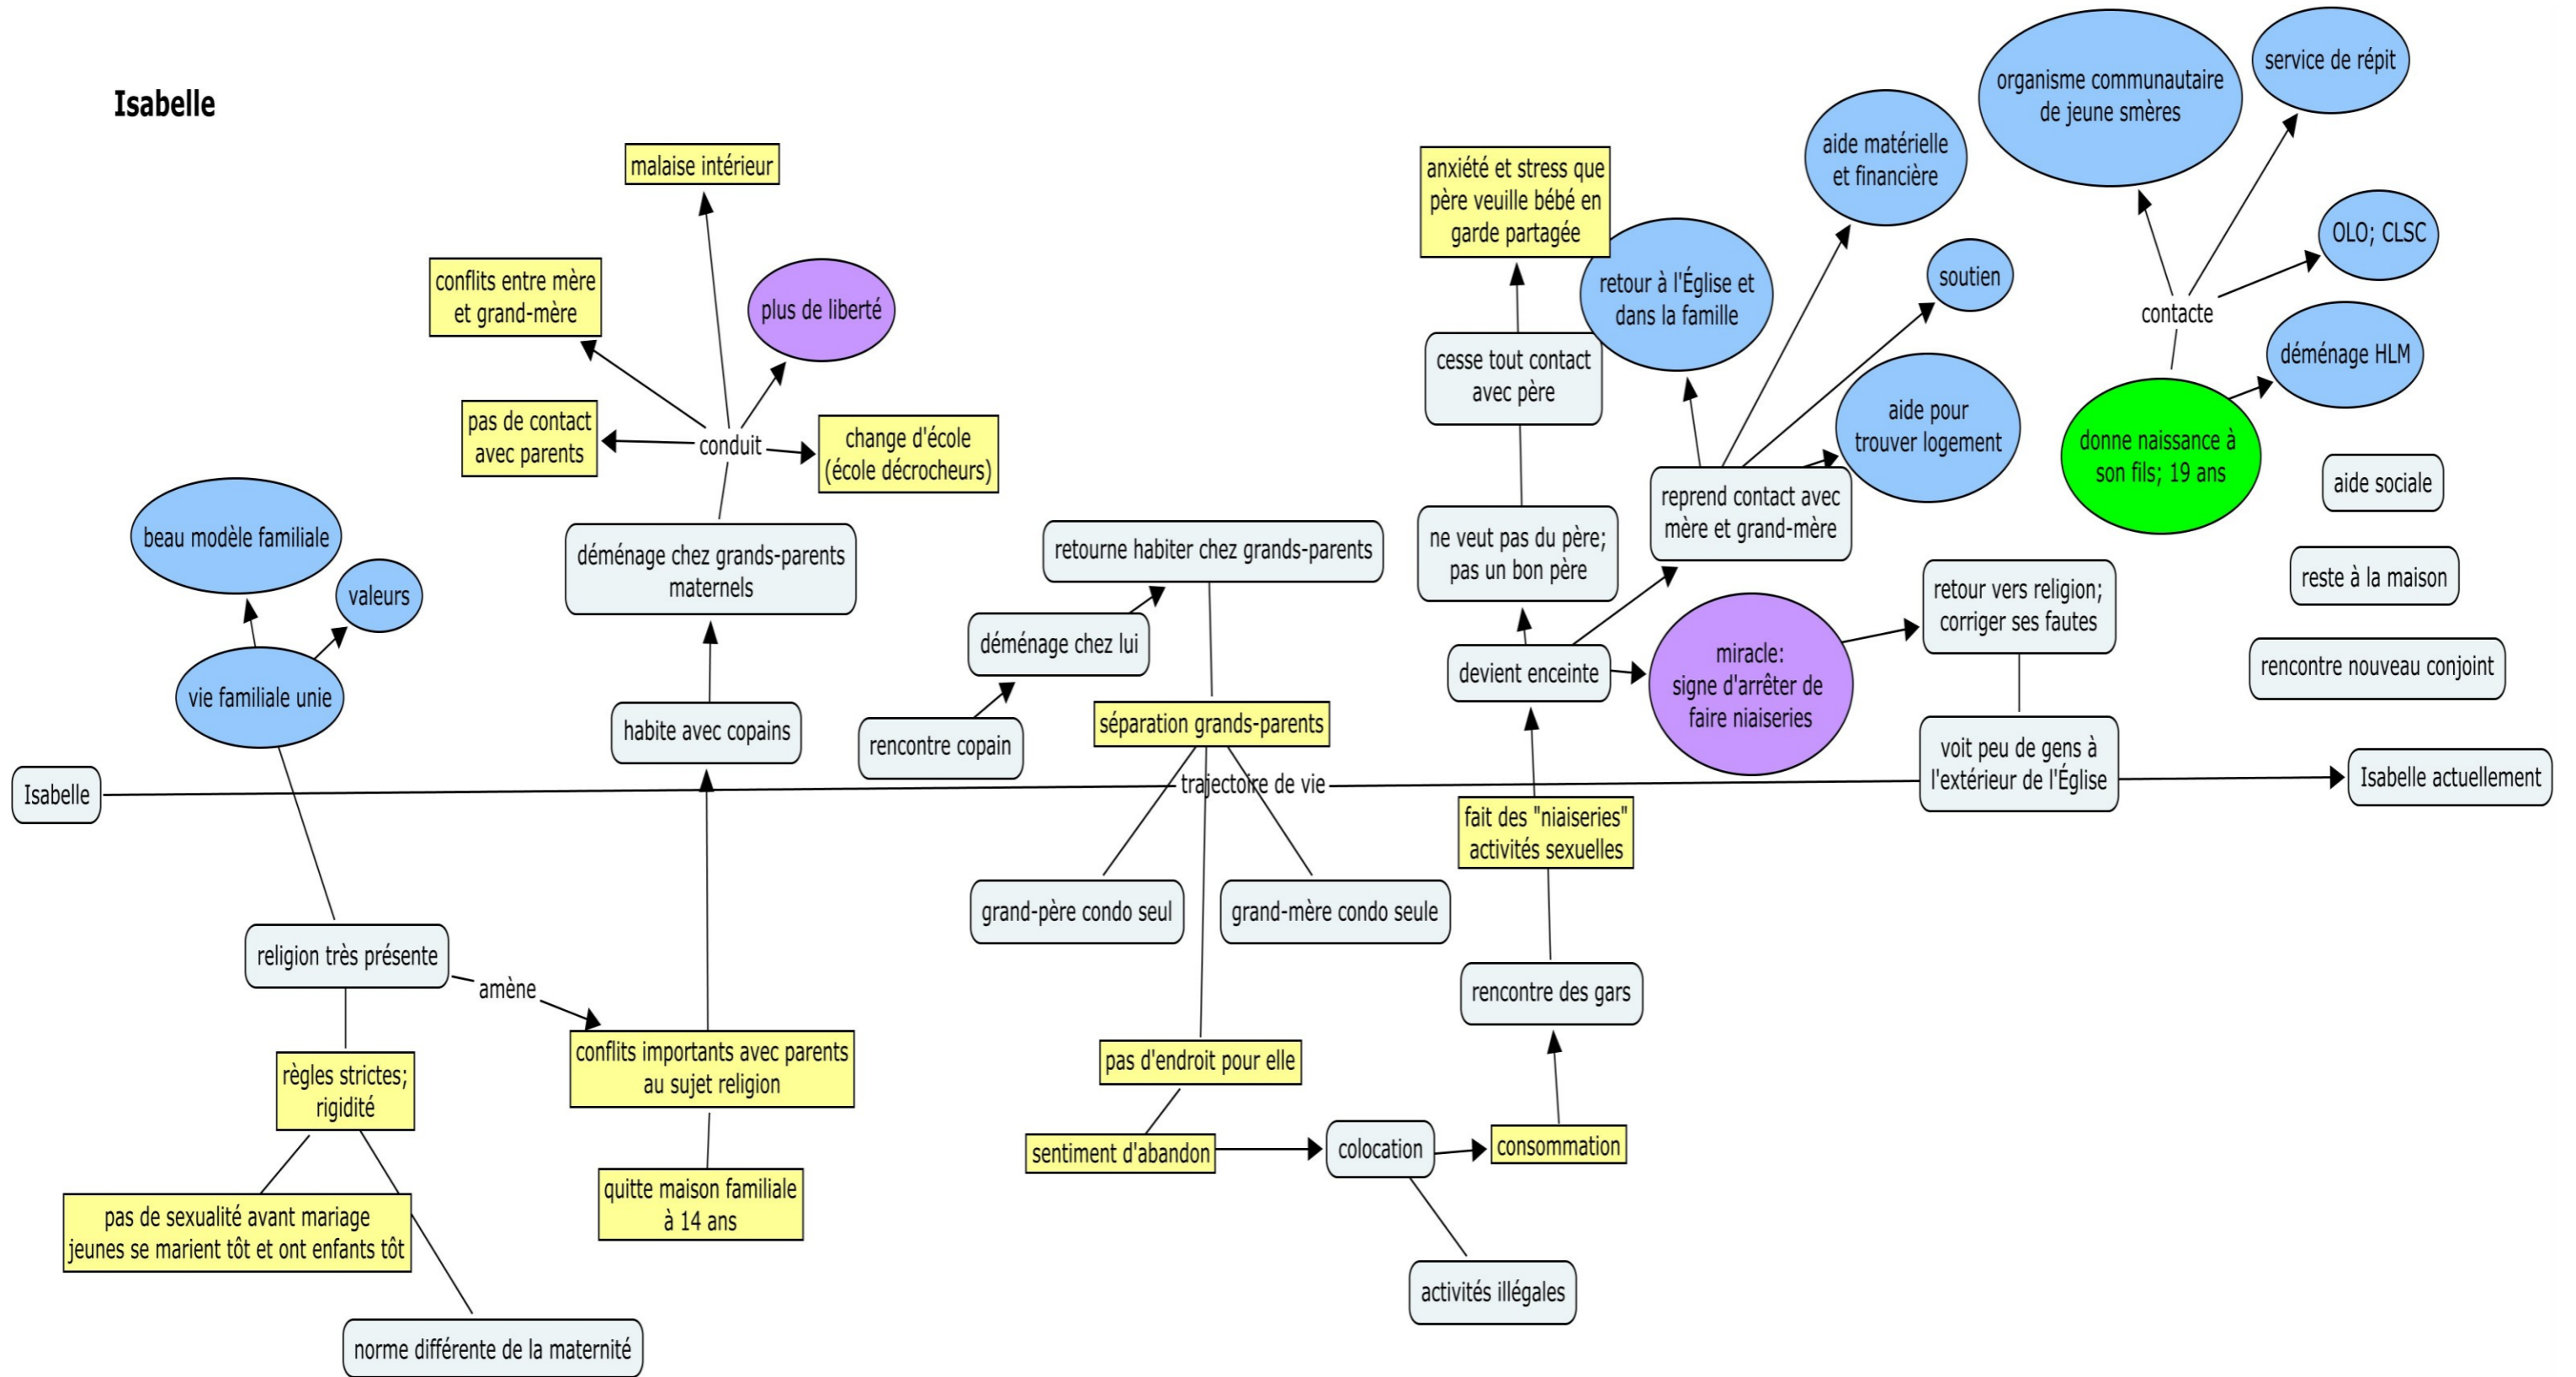 Isabelle
malaise intérieur
conflits entre mère
et grand-mère
plus de liberté
pas de contact
avec parents
conduit
change d'école
(école décrocheurs)
beau modèle familiale
valeurs
vie familiale unie
déménage chez grands-parents
maternels
habite avec copains
Isabelle
religion très présente
amène
règles strictes;
rigidité
pas de sexualité avant mariage
jeunes se marient tôt et ont enfants tôt
norme différente de la maternité
conflits importants avec parents
au sujet religion
quitte maison familiale
à 14 ans
retourne habiter chez grands-parents
déménage chez lui
rencontre copain
séparation grands-parents
trajectoire de vie
grand-père condo seul
grand-mère condo seule
pas d'endroit pour elle
sentiment d'abandon
colocation
consommation
activités illégales
rencontre des gars
fait des "niaiseries"
activités sexuelles
devient enceinte
ne veut pas du père;
pas un bon père
cesse tout contact
avec père
anxiété et stress que
père veuille bébé en
garde partagée
retour à l'Église et
dans la famille
aide matérielle
et financière
soutien
aide pour
trouver logement
reprend contact avec
mère et grand-mère
miracle:
signe d'arrêter de
faire niaiseries
retour vers religion;
corriger ses fautes
voit peu de gens à
l'extérieur de l'Église
organisme communautaire
de jeune smères
service de répit
OLO; CLSC
contacte
déménage HLM
donne naissance à
son fils; 19 ans
aide sociale
reste à la maison
rencontre nouveau conjoint
Isabelle actuellement